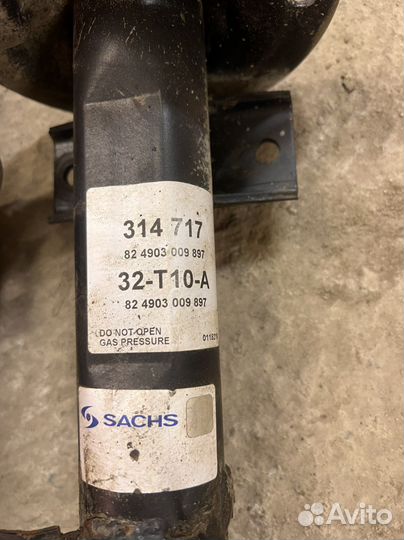 314 717
82 4903 009 897
32-T10-A
82 4903 009 897
DO NOT OPEN
GAS PRESSURE
SACHS
Avito